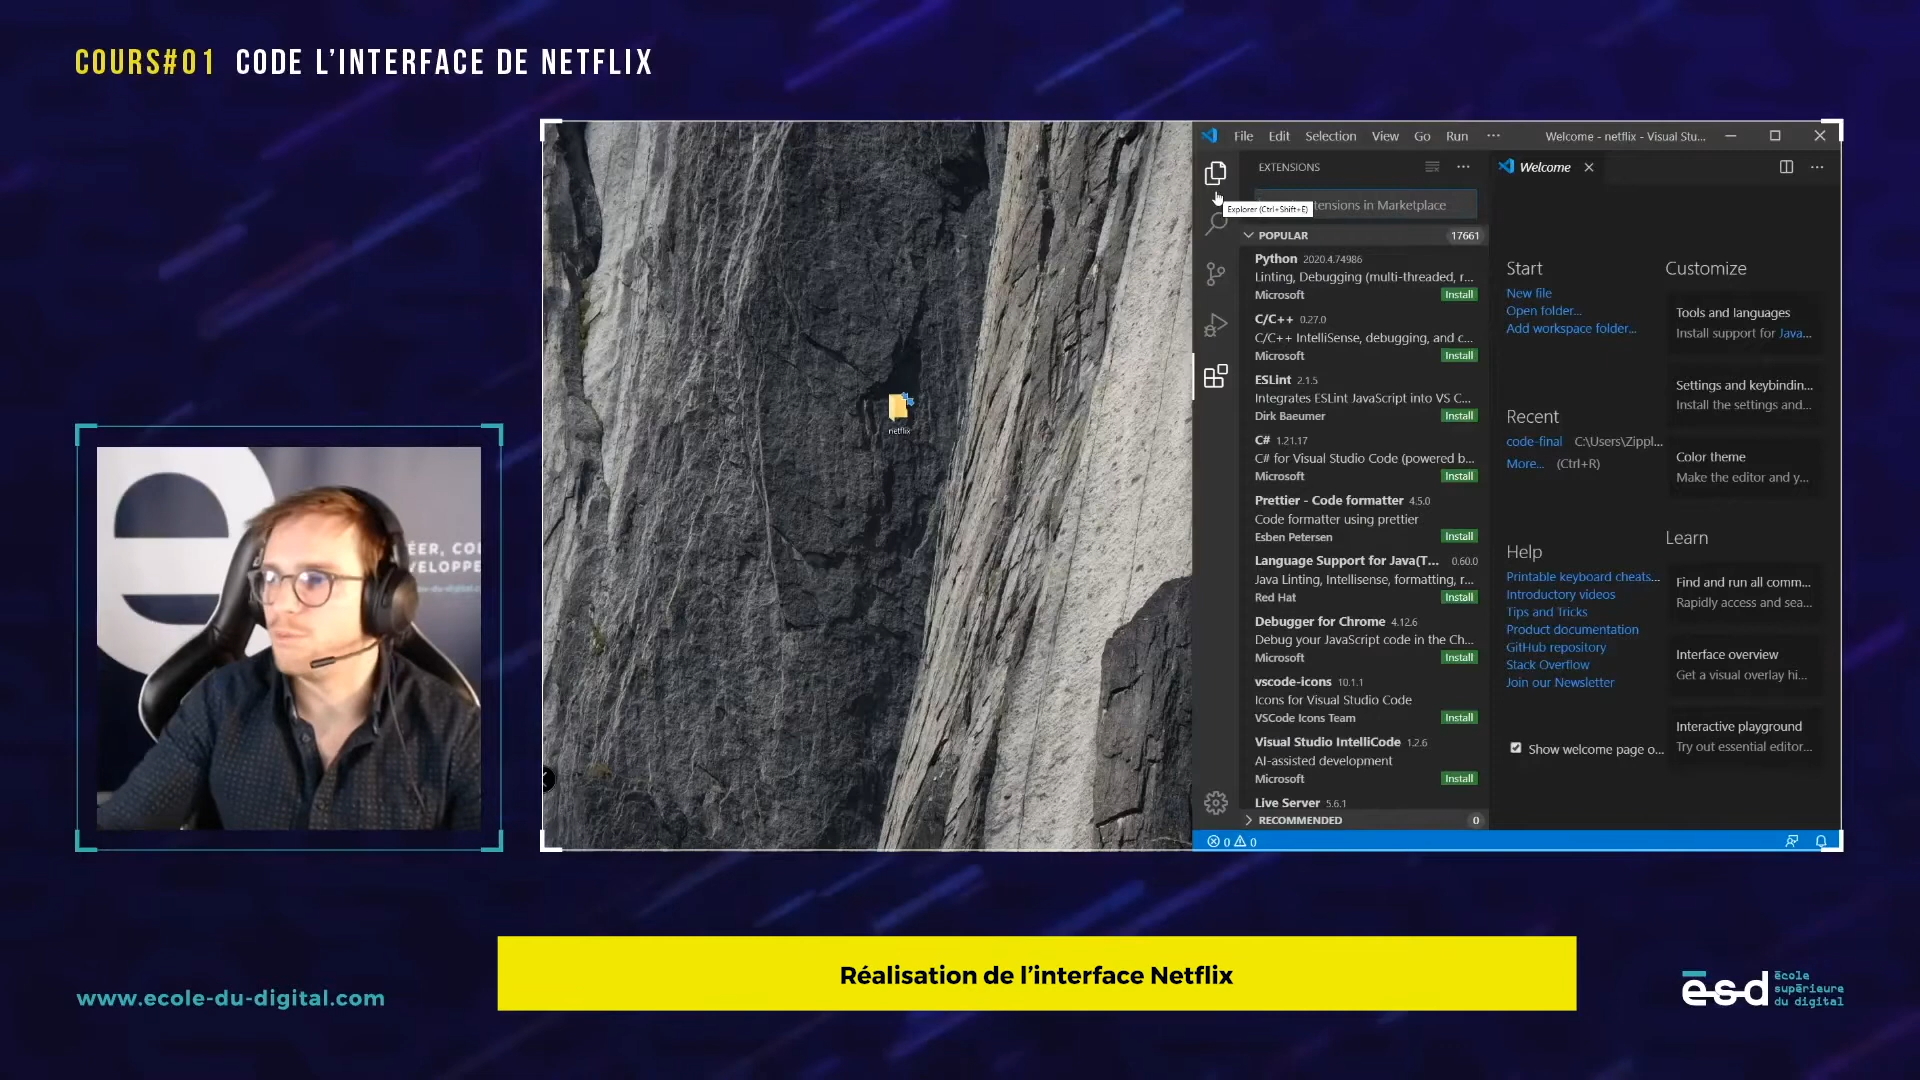 COURS#01 CODE L’INTERFACE DE NETFLIX
File Edit Selection View Go Run ··· Welcome - netflix - Visual Stu...
EXTENSIONS
Welcome
Explorer (Ctrl+Shift+E)
tensions in Marketplace
POPULAR 17661
Python 2020.4.74986
Linting, Debugging (multi-threaded, r...
Microsoft Install
C/C++ 0.27.0
C/C++ IntelliSense, debugging, and c...
Microsoft Install
ESLint 2.1.5
Integrates ESLint JavaScript into VS C...
Dirk Baeumer Install
C# 1.21.17
C# for Visual Studio Code (powered b...
Microsoft Install
Prettier - Code formatter 4.5.0
Code formatter using prettier
Esben Petersen Install
Language Support for Java(T... 0.60.0
Java Linting, Intellisense, formatting, r...
Red Hat Install
Debugger for Chrome 4.12.6
Debug your JavaScript code in the Ch...
Microsoft Install
vscode-icons 10.1.1
Icons for Visual Studio Code
VSCode Icons Team Install
Visual Studio IntelliCode 1.2.6
AI-assisted development
Microsoft Install
Live Server 5.6.1
RECOMMENDED 0
Start
New file
Open folder...
Add workspace folder...
Recent
code-final C:\Users\Zippl...
More... (Ctrl+R)
Help
Printable keyboard cheats...
Introductory videos
Tips and Tricks
Product documentation
GitHub repository
Stack Overflow
Join our Newsletter
Show welcome page o...
Customize
Tools and languages
Install support for Java...
Settings and keybindin...
Install the settings and...
Color theme
Make the editor and y...
Learn
Find and run all comm...
Rapidly access and sea...
Interface overview
Get a visual overlay hi...
Interactive playground
Try out essential editor...
0 0
netflix
ÉER, CO
VELOPPE
www.ecole-du-digital.com
Réalisation de l’interface Netflix
ēsd
école
supérieure
du digital